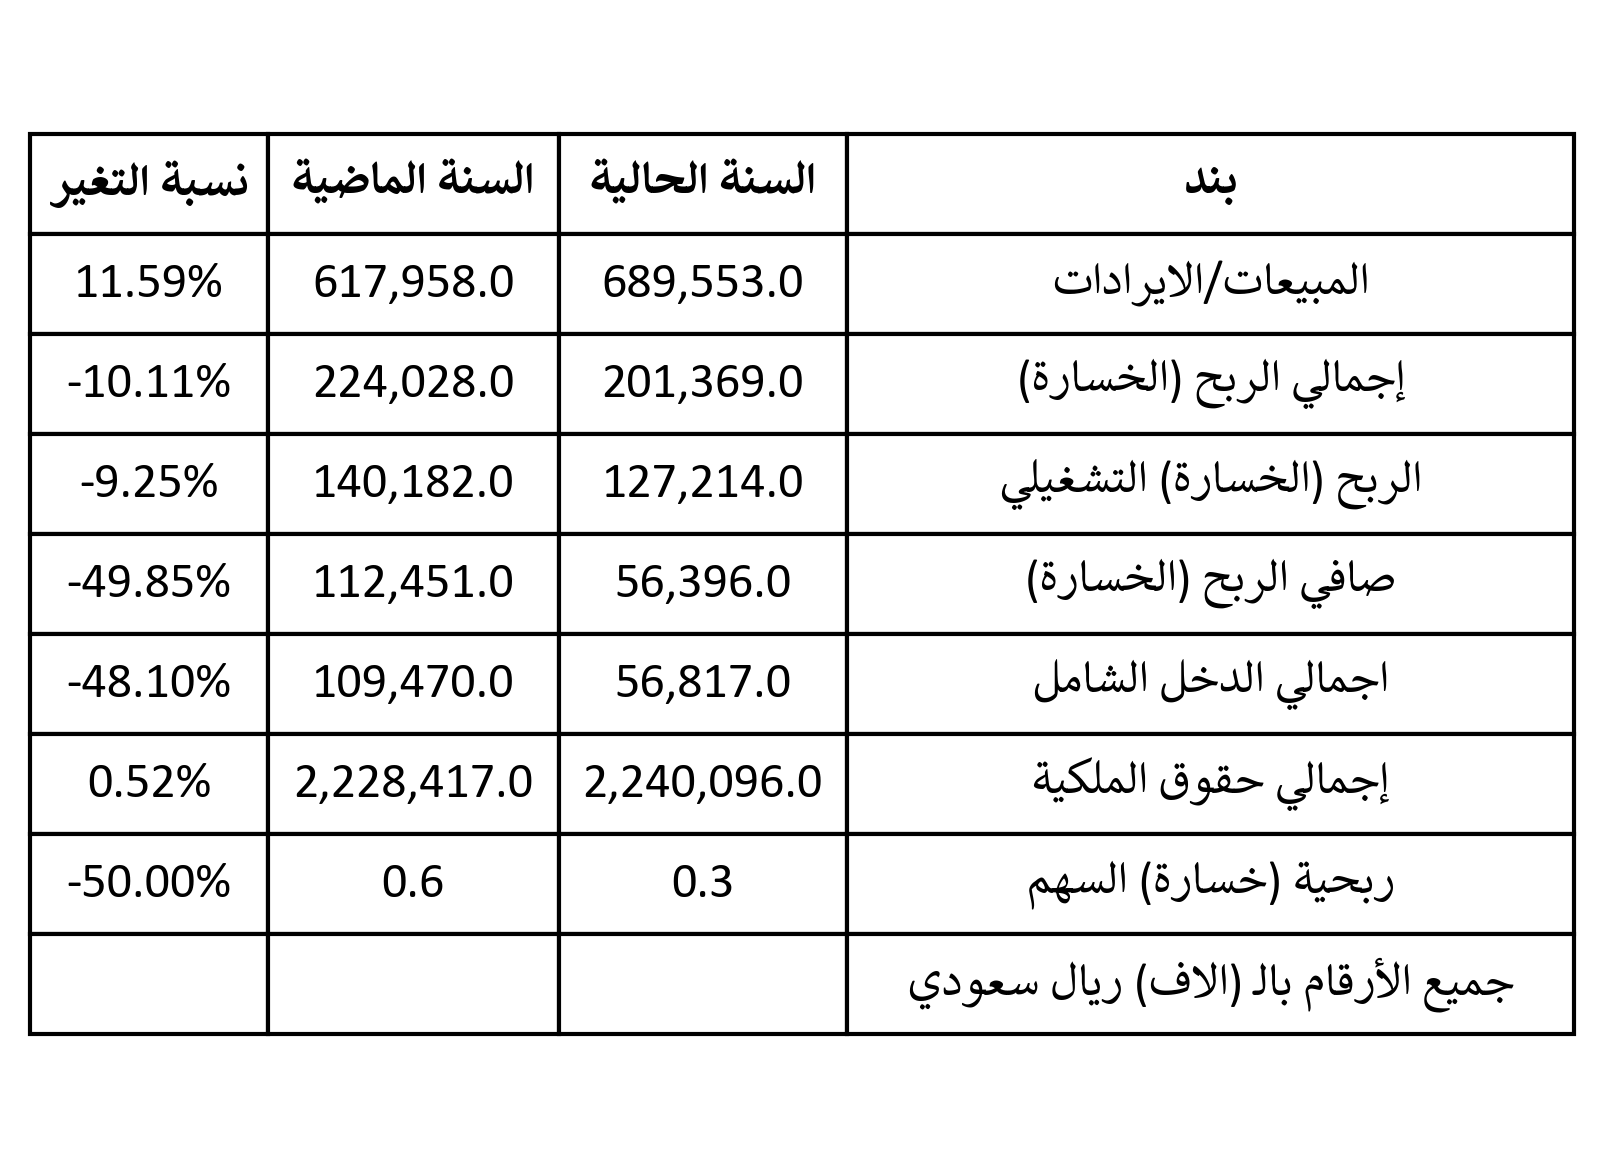 بند السنة الحالية السنة الماضية نسبة التغير
المبيعات/الايرادات 689,553.0 617,958.0 11.59%
إجمالي الربح (الخسارة) 201,369.0 224,028.0 -10.11%
الربح (الخسارة) التشغيلي 127,214.0 140,182.0 -9.25%
صافي الربح (الخسارة) 56,396.0 112,451.0 -49.85%
اجمالي الدخل الشامل 56,817.0 109,470.0 -48.10%
إجمالي حقوق الملكية 2,240,096.0 2,228,417.0 0.52%
ربحية (خسارة) السهم 0.3 0.6 -50.00%
جميع الأرقام بالـ (الاف) ريال سعودي